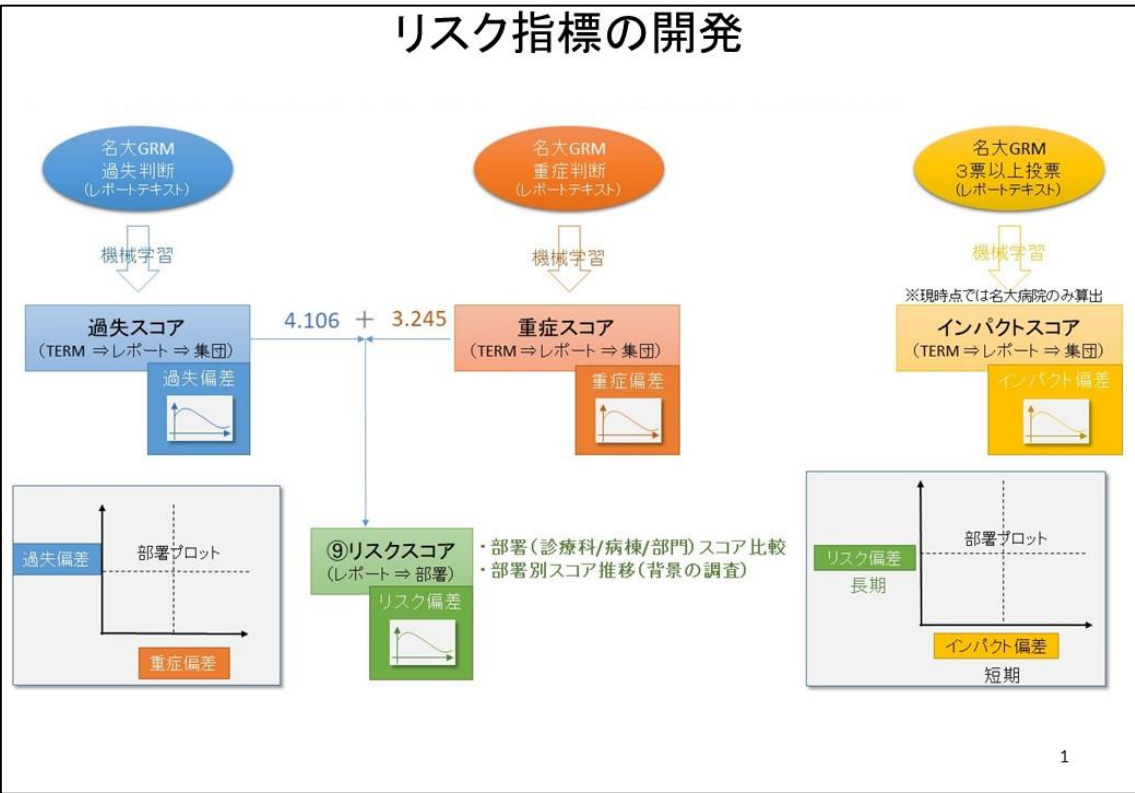 リスク指標の開発
名大GRM
過失判断
(レポートテキスト)
機械学習
過失スコア
(TERM ⇒レポート ⇒ 集団)
過失偏差
4.106 + 3.245
名大GRM
重症判断
(レポートテキスト)
機械学習
重症スコア
(TERM ⇒レポート ⇒ 集団)
重症偏差
名大GRM
3票以上投票
(レポートテキスト)
機械学習
※現時点では名大病院のみ算出
インパクトスコア
(TERM ⇒レポート ⇒ 集団)
インパクト偏差
過失偏差
部署プロット
重症偏差
⑨リスクスコア
(レポート ⇒ 部署)
リスク偏差
・部署(診療科/病棟/部門)スコア比較
・部署別スコア推移(背景の調査)
部署プロット
リスク偏差
長期
インパクト偏差
短期
1